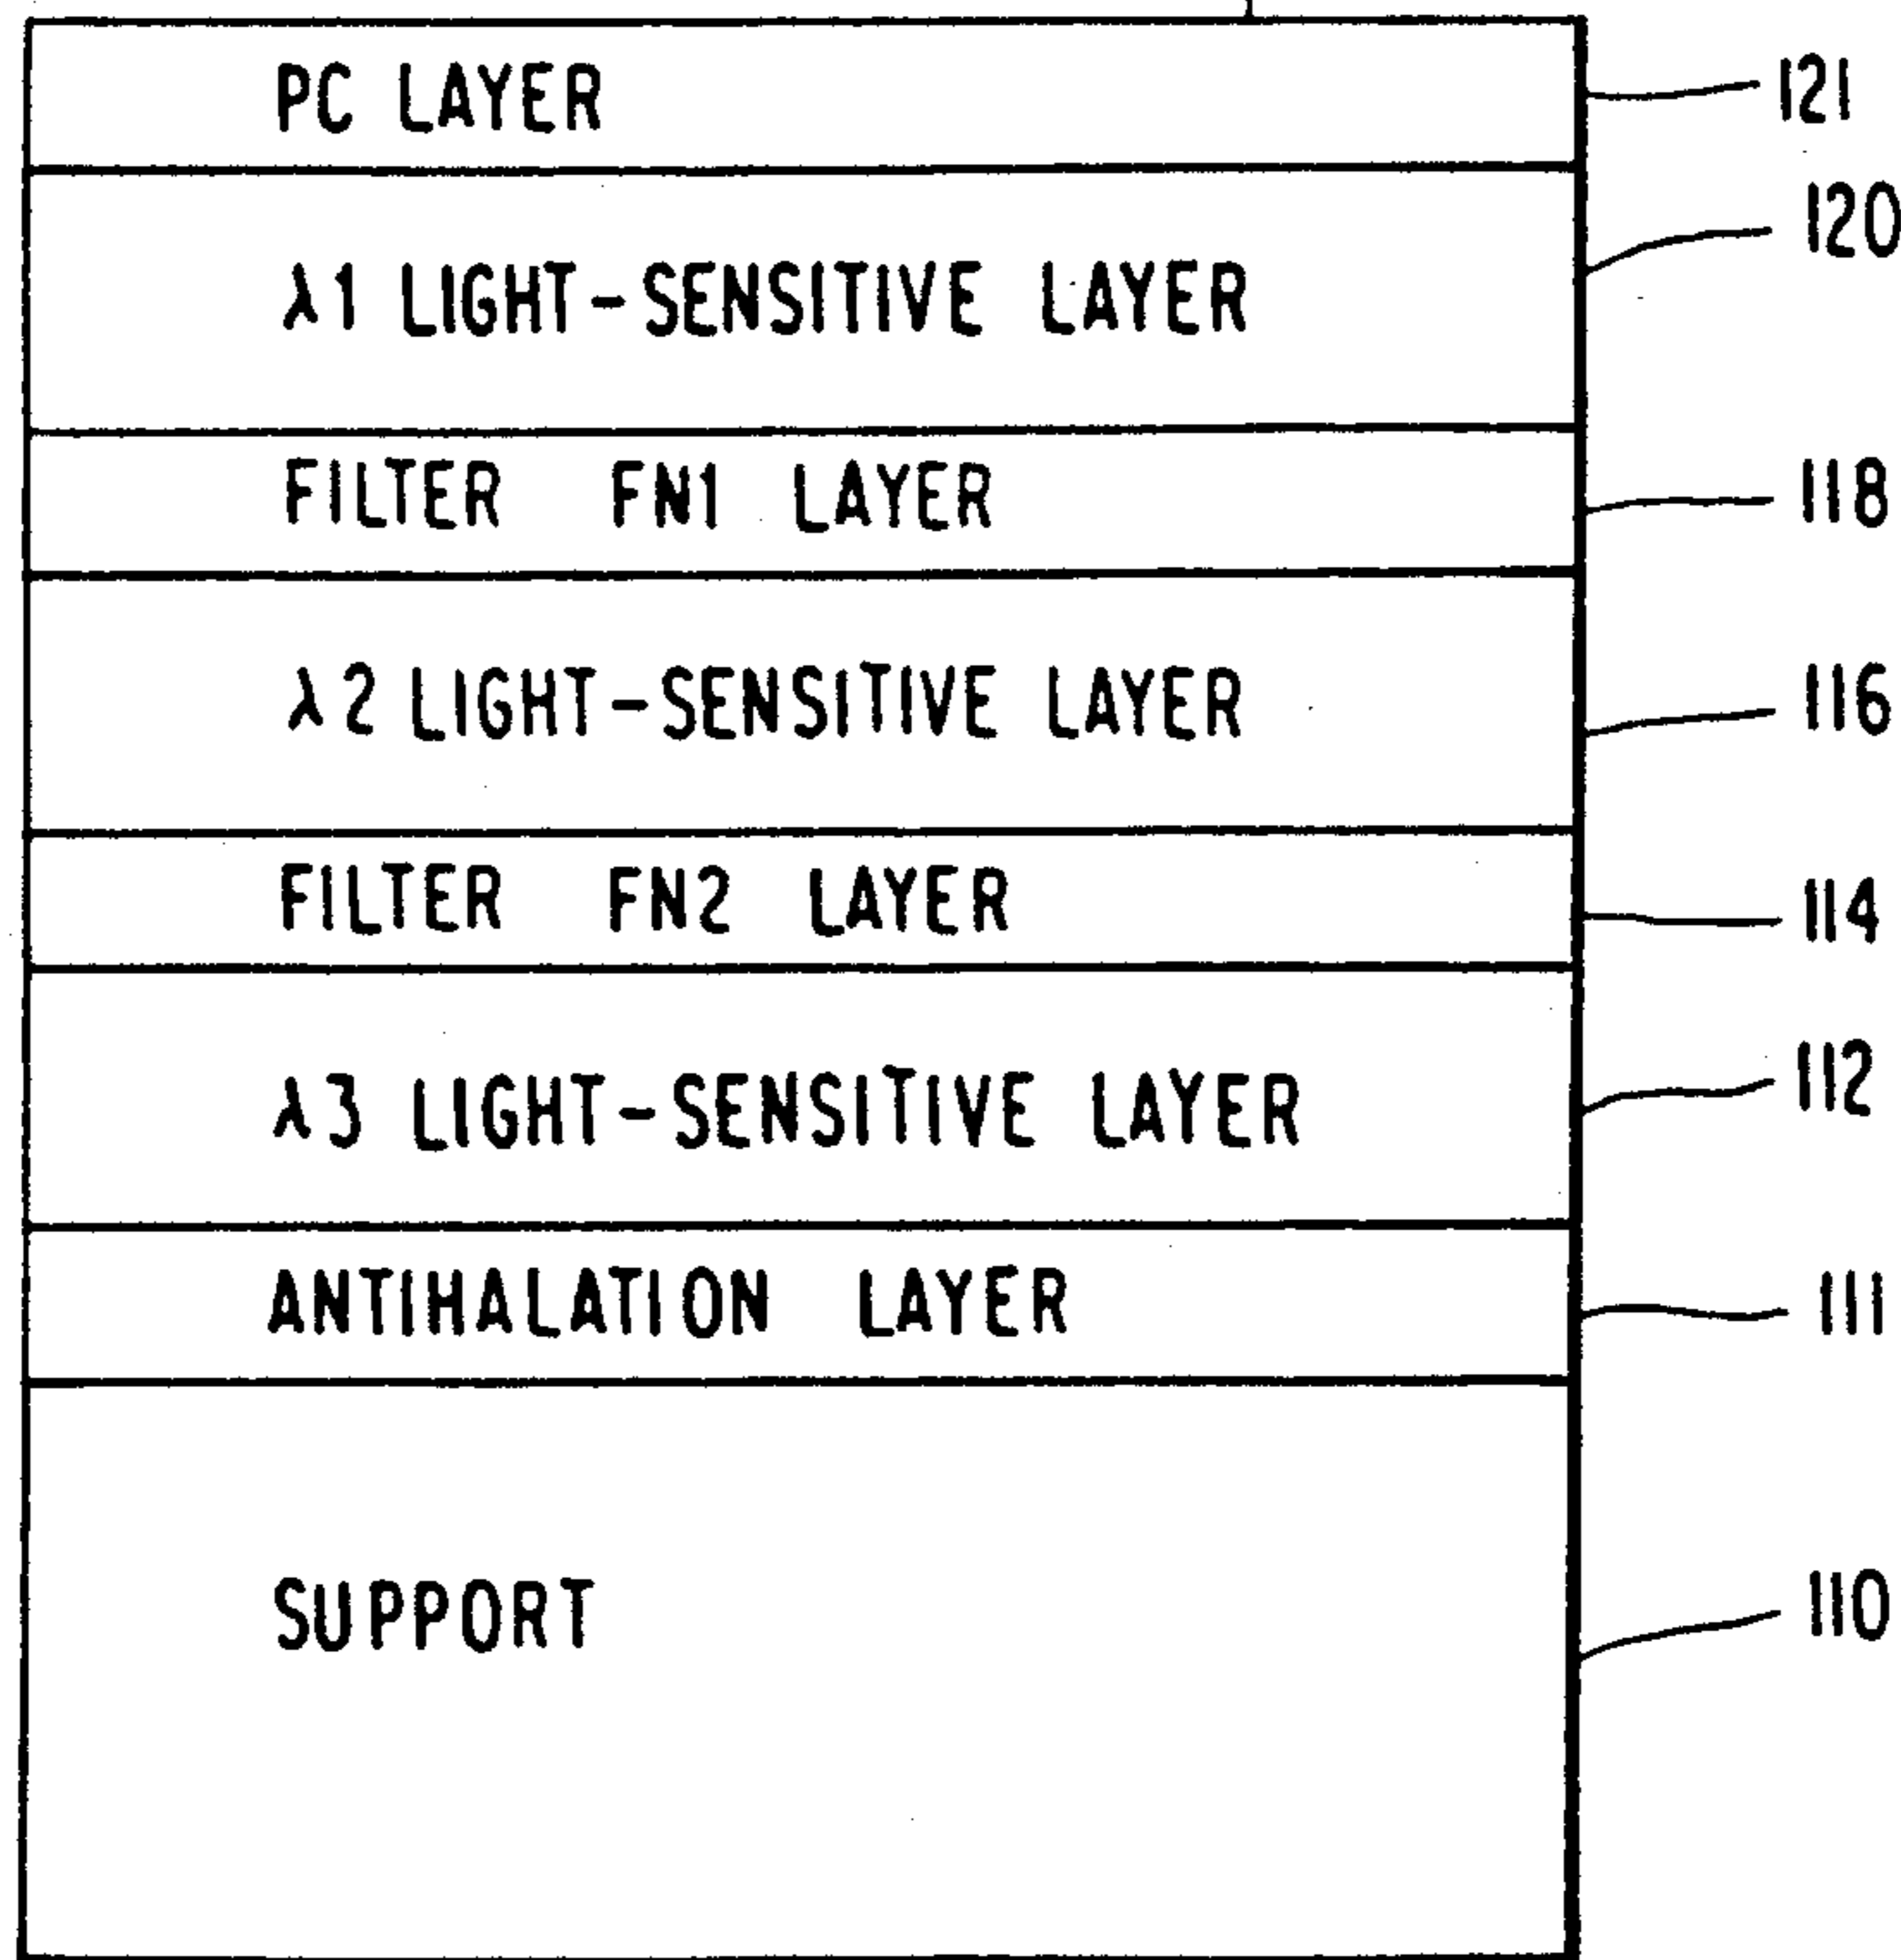 PC LAYER 121
λ1 LIGHT-SENSITIVE LAYER 120
FILTER FN1 LAYER 118
λ2 LIGHT-SENSITIVE LAYER 116
FILTER FN2 LAYER 114
λ3 LIGHT-SENSITIVE LAYER 112
ANTIHALATION LAYER 111
SUPPORT 110